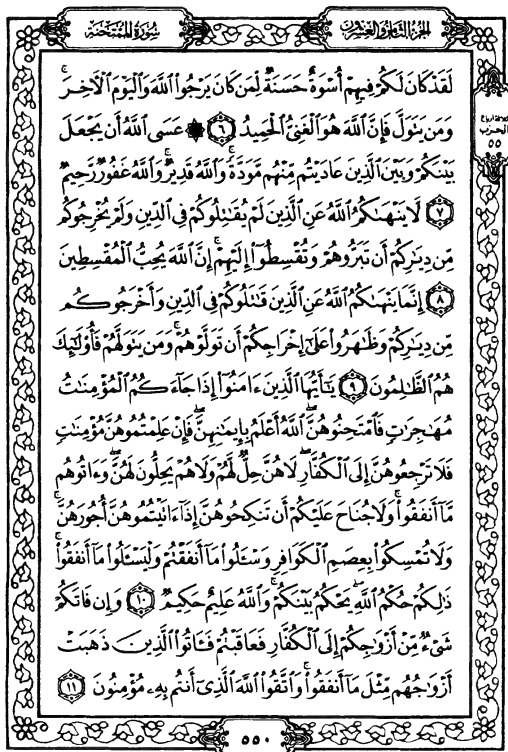 الجزء الثامن والعشرون
سورة الممتحنة
لَقَدْ كَانَ لَكُمْ فِيهِمْ أُسْوَةٌ حَسَنَةٌ لِّمَن كَانَ يَرْجُوا۟ ٱللَّهَ وَٱلْيَوْمَ ٱلْـَٔاخِرَ ۚ
وَمَن يَتَوَلَّ فَإِنَّ ٱللَّهَ هُوَ ٱلْغَنِىُّ ٱلْحَمِيدُ ٦ ۞ عَسَى ٱللَّهُ أَن يَجْعَلَ
بَيْنَكُمْ وَبَيْنَ ٱلَّذِينَ عَادَيْتُم مِّنْهُم مَّوَدَّةً ۚ وَٱللَّهُ قَدِيرٌ ۚ وَٱللَّهُ غَفُورٌ رَّحِيمٌ
٧ لَّا يَنْهَىٰكُمُ ٱللَّهُ عَنِ ٱلَّذِينَ لَمْ يُقَـٰتِلُوكُمْ فِى ٱلدِّينِ وَلَمْ يُخْرِجُوكُم
مِّن دِيَـٰرِكُمْ أَن تَبَرُّوهُمْ وَتُقْسِطُوٓا۟ إِلَيْهِمْ ۚ إِنَّ ٱللَّهَ يُحِبُّ ٱلْمُقْسِطِينَ
٨ إِنَّمَا يَنْهَىٰكُمُ ٱللَّهُ عَنِ ٱلَّذِينَ قَـٰتَلُوكُمْ فِى ٱلدِّينِ وَأَخْرَجُوكُم
مِّن دِيَـٰرِكُمْ وَظَـٰهَرُوا۟ عَلَىٰٓ إِخْرَاجِكُمْ أَن تَوَلَّوْهُمْ ۚ وَمَن يَتَوَلَّهُمْ فَأُو۟لَـٰٓئِكَ
هُمُ ٱلظَّـٰلِمُونَ ٩ يَـٰٓأَيُّهَا ٱلَّذِينَ ءَامَنُوٓا۟ إِذَا جَآءَكُمُ ٱلْمُؤْمِنَـٰتُ
مُهَـٰجِرَٰتٍ فَٱمْتَحِنُوهُنَّ ۖ ٱللَّهُ أَعْلَمُ بِإِيمَـٰنِهِنَّ ۖ فَإِنْ عَلِمْتُمُوهُنَّ مُؤْمِنَـٰتٍ
فَلَا تَرْجِعُوهُنَّ إِلَى ٱلْكُفَّارِ ۖ لَا هُنَّ حِلٌّ لَّهُمْ وَلَا هُمْ يَحِلُّونَ لَهُنَّ ۖ وَءَاتُوهُم
مَّآ أَنفَقُوا۟ ۚ وَلَا جُنَاحَ عَلَيْكُمْ أَن تَنكِحُوهُنَّ إِذَآ ءَاتَيْتُمُوهُنَّ أُجُورَهُنَّ ۚ
وَلَا تُمْسِكُوا۟ بِعِصَمِ ٱلْكَوَافِرِ وَسْـَٔلُوا۟ مَآ أَنفَقْتُمْ وَلْيَسْـَٔلُوا۟ مَآ أَنفَقُوا۟ ۚ
ذَٰلِكُمْ حُكْمُ ٱللَّهِ ۖ يَحْكُمُ بَيْنَكُمْ ۚ وَٱللَّهُ عَلِيمٌ حَكِيمٌ ١٠ وَإِن فَاتَكُمْ
شَىْءٌ مِّنْ أَزْوَٰجِكُمْ إِلَى ٱلْكُفَّارِ فَعَاقَبْتُمْ فَـَٔاتُوا۟ ٱلَّذِينَ ذَهَبَتْ
أَزْوَٰجُهُم مِّثْلَ مَآ أَنفَقُوا۟ ۚ وَٱتَّقُوا۟ ٱللَّهَ ٱلَّذِىٓ أَنتُم بِهِۦ مُؤْمِنُونَ ١١
الحزب
٥٥
٥٥٠